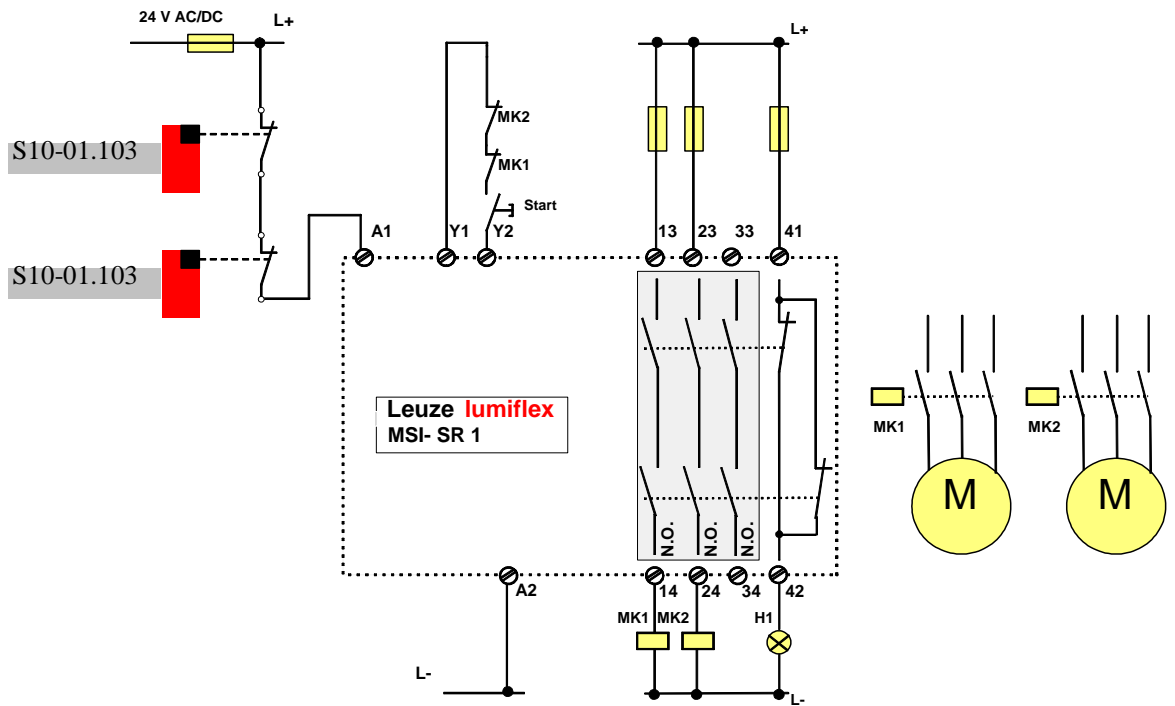 24 V AC/DC
L+
L+
MK2
S10-01.103
MK1
Start
A1
Y1
Y2
13
23
33
41
S10-01.103
Leuze lumiflex
MSI- SR 1
MK1
MK2
M
M
N.O.
N.O.
N.O.
A2
14
24
34
42
MK1
MK2
H1
L-
L-